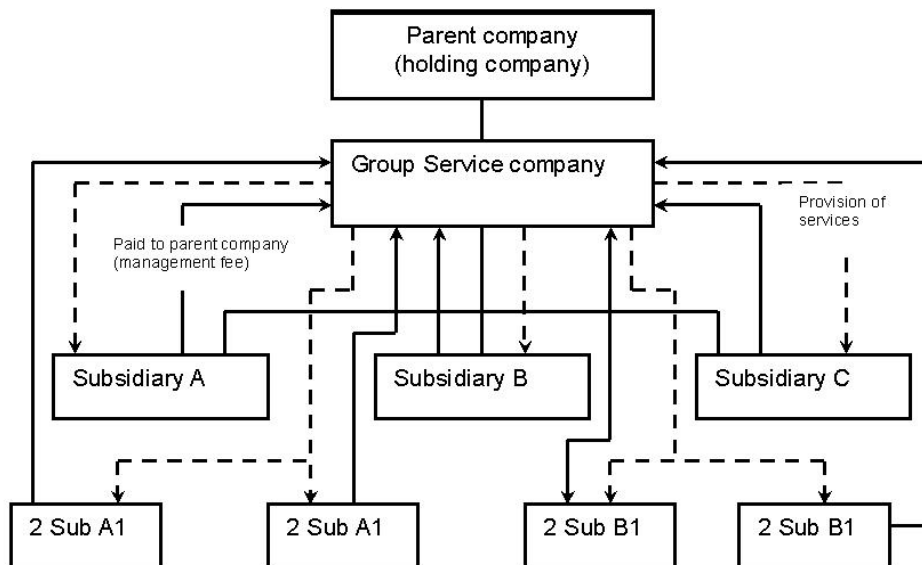 Parent company
(holding company)
Group Service company
Provision of
services
Paid to parent company
(management fee)
Subsidiary A
Subsidiary B
Subsidiary C
2 Sub A1
2 Sub A1
2 Sub B1
2 Sub B1